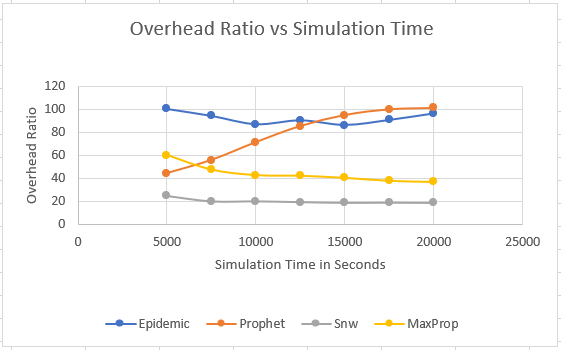 Overhead Ratio vs Simulation Time
120
100
80
60
40
20
0
Overhead Ratio
0 5000 10000 15000 20000 25000
Simulation Time in Seconds
Epidemic Prophet Snw MaxProp